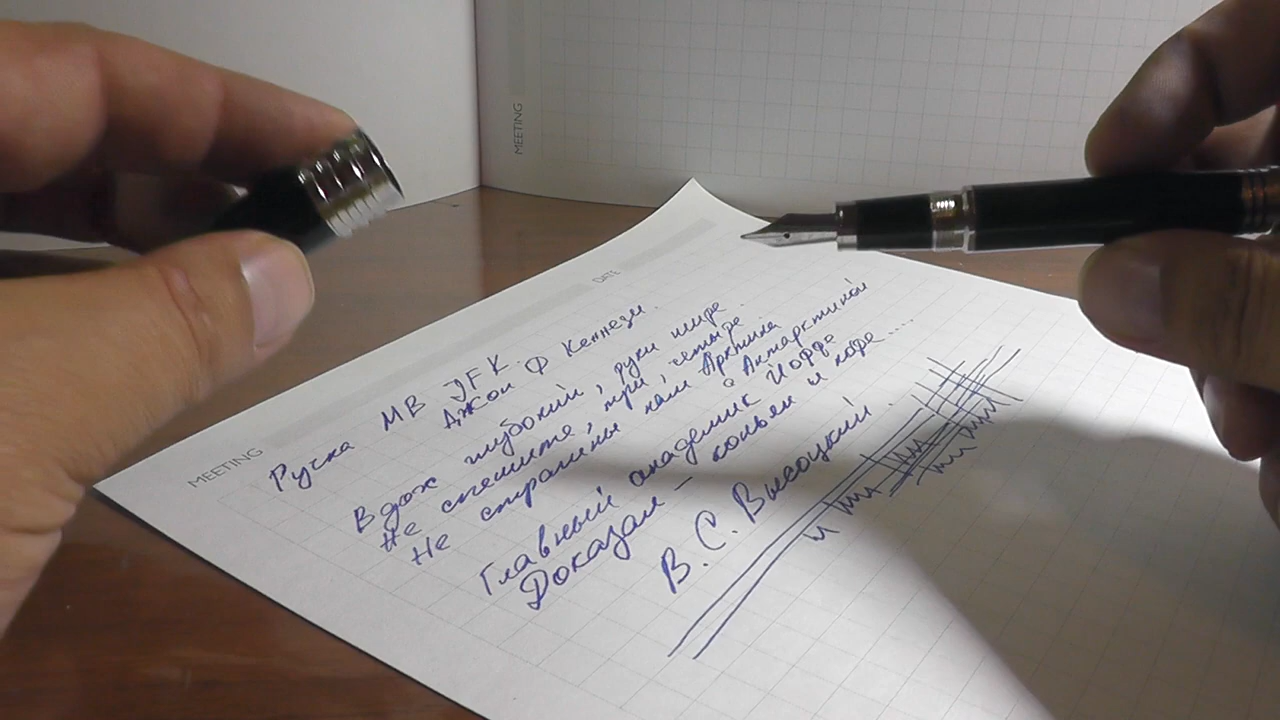 MEETING
DATE
MEETING
Ручка МВ JFK.
Джон Ф Кеннеди.
Вдох глубокий, руки шире.
Не спешите, три, четыре.
Не страшны нам Арктика
с Антарктикой
Главный академик Иоффе
Доказал – коньяк и кофе....
В. С. Высоцкий.